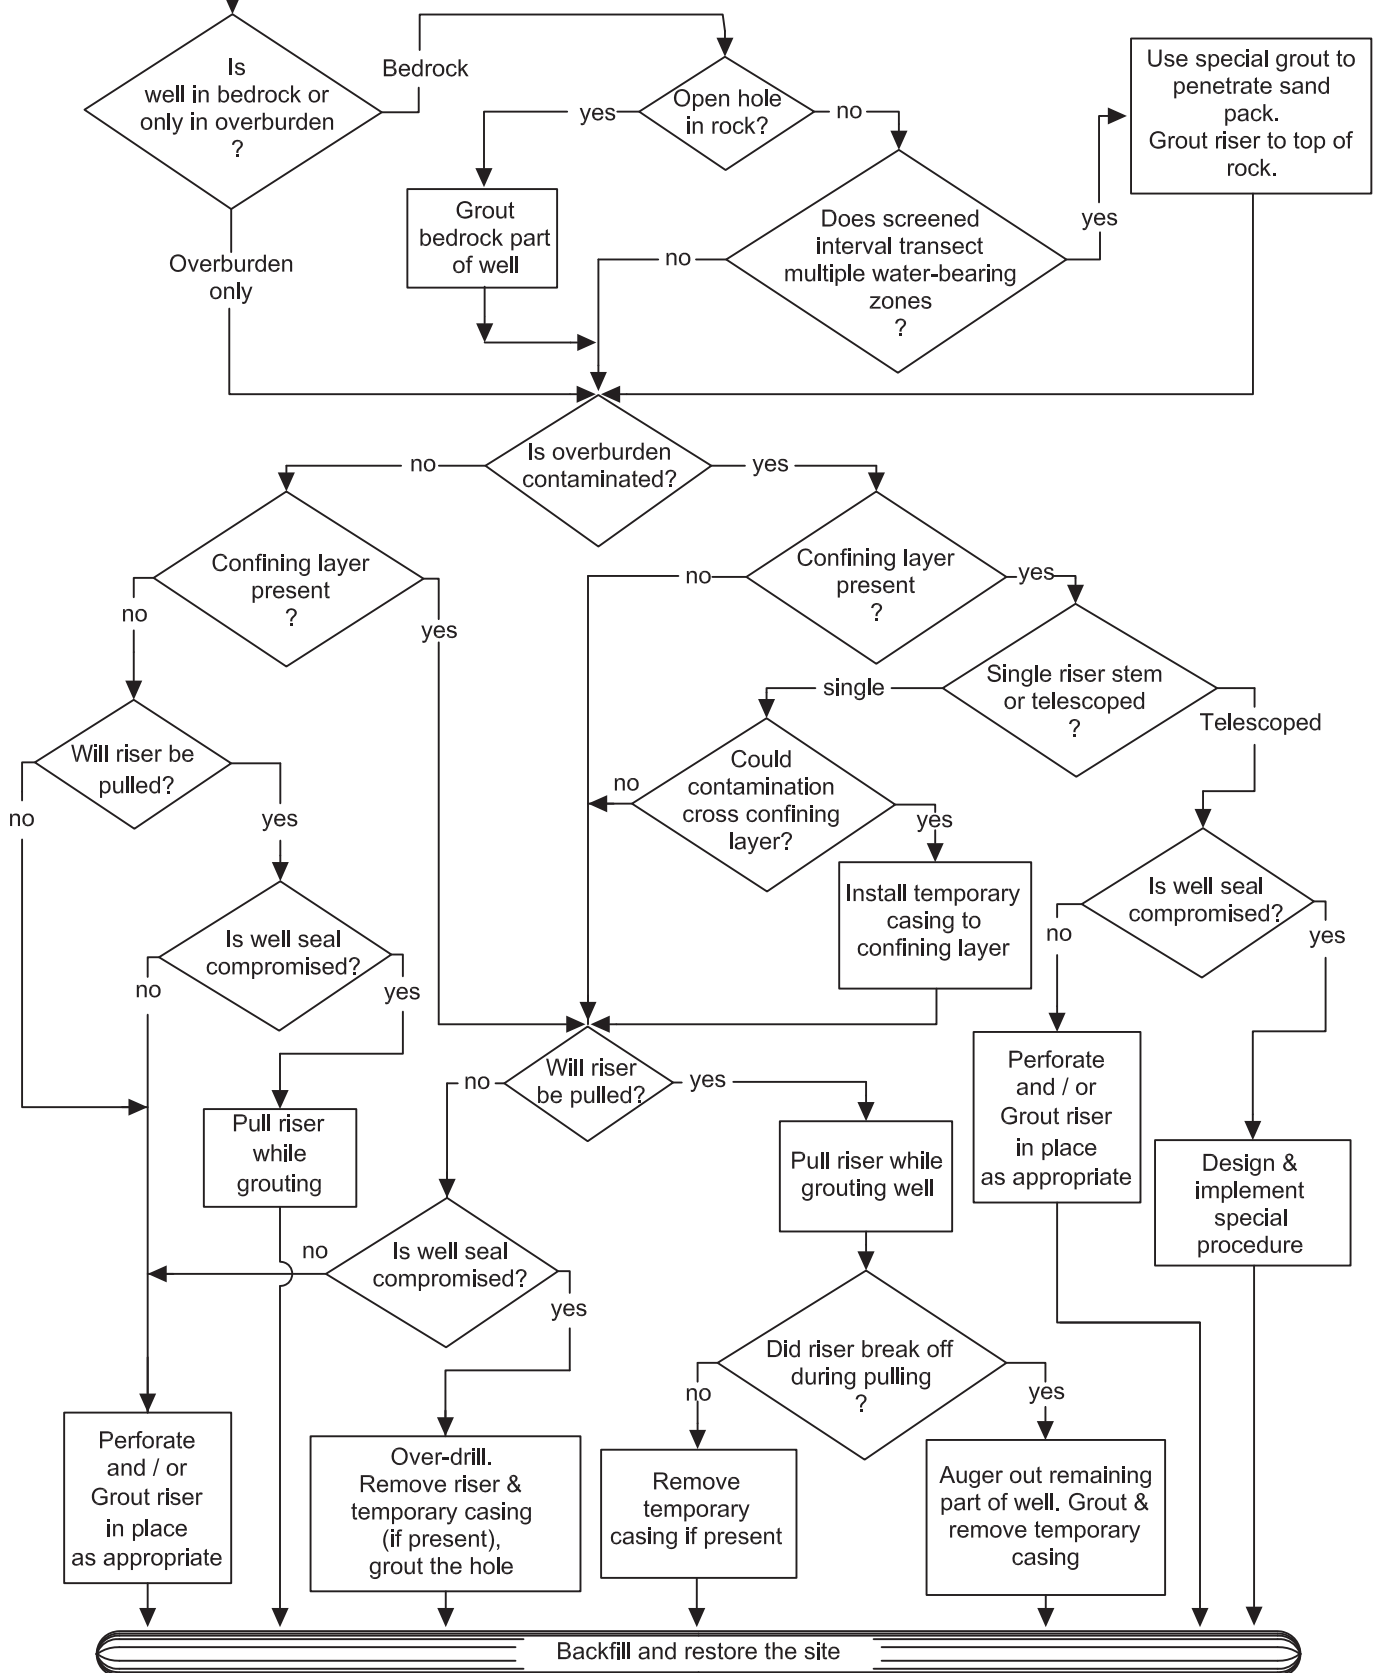 Is
well in bedrock or
only in overburden
?
Bedrock
Overburden
only
Open hole
in rock?
yes
no
Use special grout to
penetrate sand
pack.
Grout riser to top of
rock.
Grout
bedrock part
of well
Does screened
interval transect
multiple water-bearing
zones
?
no
yes
Is overburden
contaminated?
no
yes
Confining layer
present
?
no
yes
Confining layer
present
?
no
yes
Single riser stem
or telescoped
?
single
Telescoped
Will riser be
pulled?
no
yes
Could
contamination
cross confining
layer?
no
yes
Install temporary
casing to
confining layer
Is well seal
compromised?
no
yes
Is well seal
compromised?
no
yes
Will riser
be pulled?
no
yes
Pull riser
while
grouting
Pull riser while
grouting well
Perforate
and / or
Grout riser
in place
as appropriate
Design &
implement
special
procedure
Is well seal
compromised?
no
yes
Did riser break off
during pulling
?
no
yes
Perforate
and / or
Grout riser
in place
as appropriate
Over-drill.
Remove riser &
temporary casing
(if present),
grout the hole
Remove
temporary
casing if present
Auger out remaining
part of well. Grout &
remove temporary
casing
Backfill and restore the site